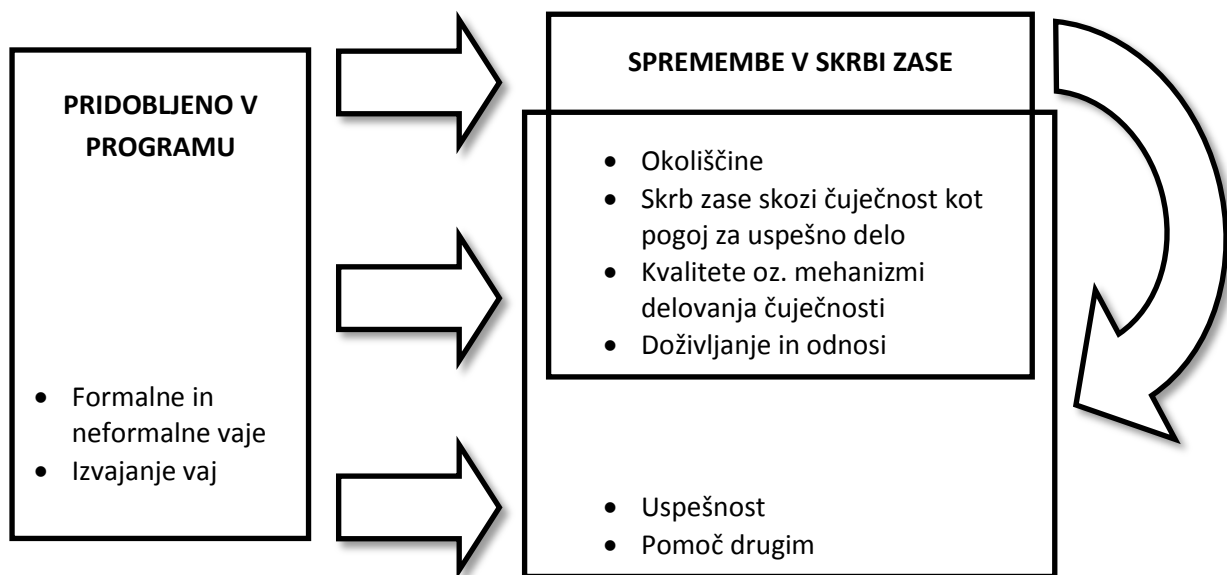 PRIDOBLJENO V
PROGRAMU
• Formalne in
neformalne vaje
• Izvajanje vaj
SPREMEMBE V SKRBI ZASE
• Okoliščine
• Skrb zase skozi čuječnost kot
pogoj za uspešno delo
• Kvalitete oz. mehanizmi
delovanja čuječnosti
• Doživljanje in odnosi
• Uspešnost
• Pomoč drugim